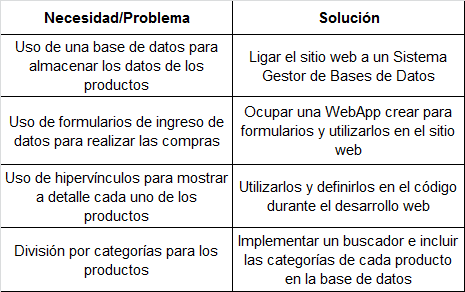 Necesidad/Problema
Solución
Uso de una base de datos para
almacenar los datos de los
productos
Ligar el sitio web a un Sistema
Gestor de Bases de Datos
Uso de formularios de ingreso de
datos para realizar las compras
Ocupar una WebApp crear para
formularios y utilizarlos en el sitio
web
Uso de hipervínculos para mostrar
a detalle cada uno de los
productos
Utilizarlos y definirlos en el código
durante el desarrollo web
División por categorías para los
productos
Implementar un buscador e incluir
las categorías de cada producto
en la base de datos